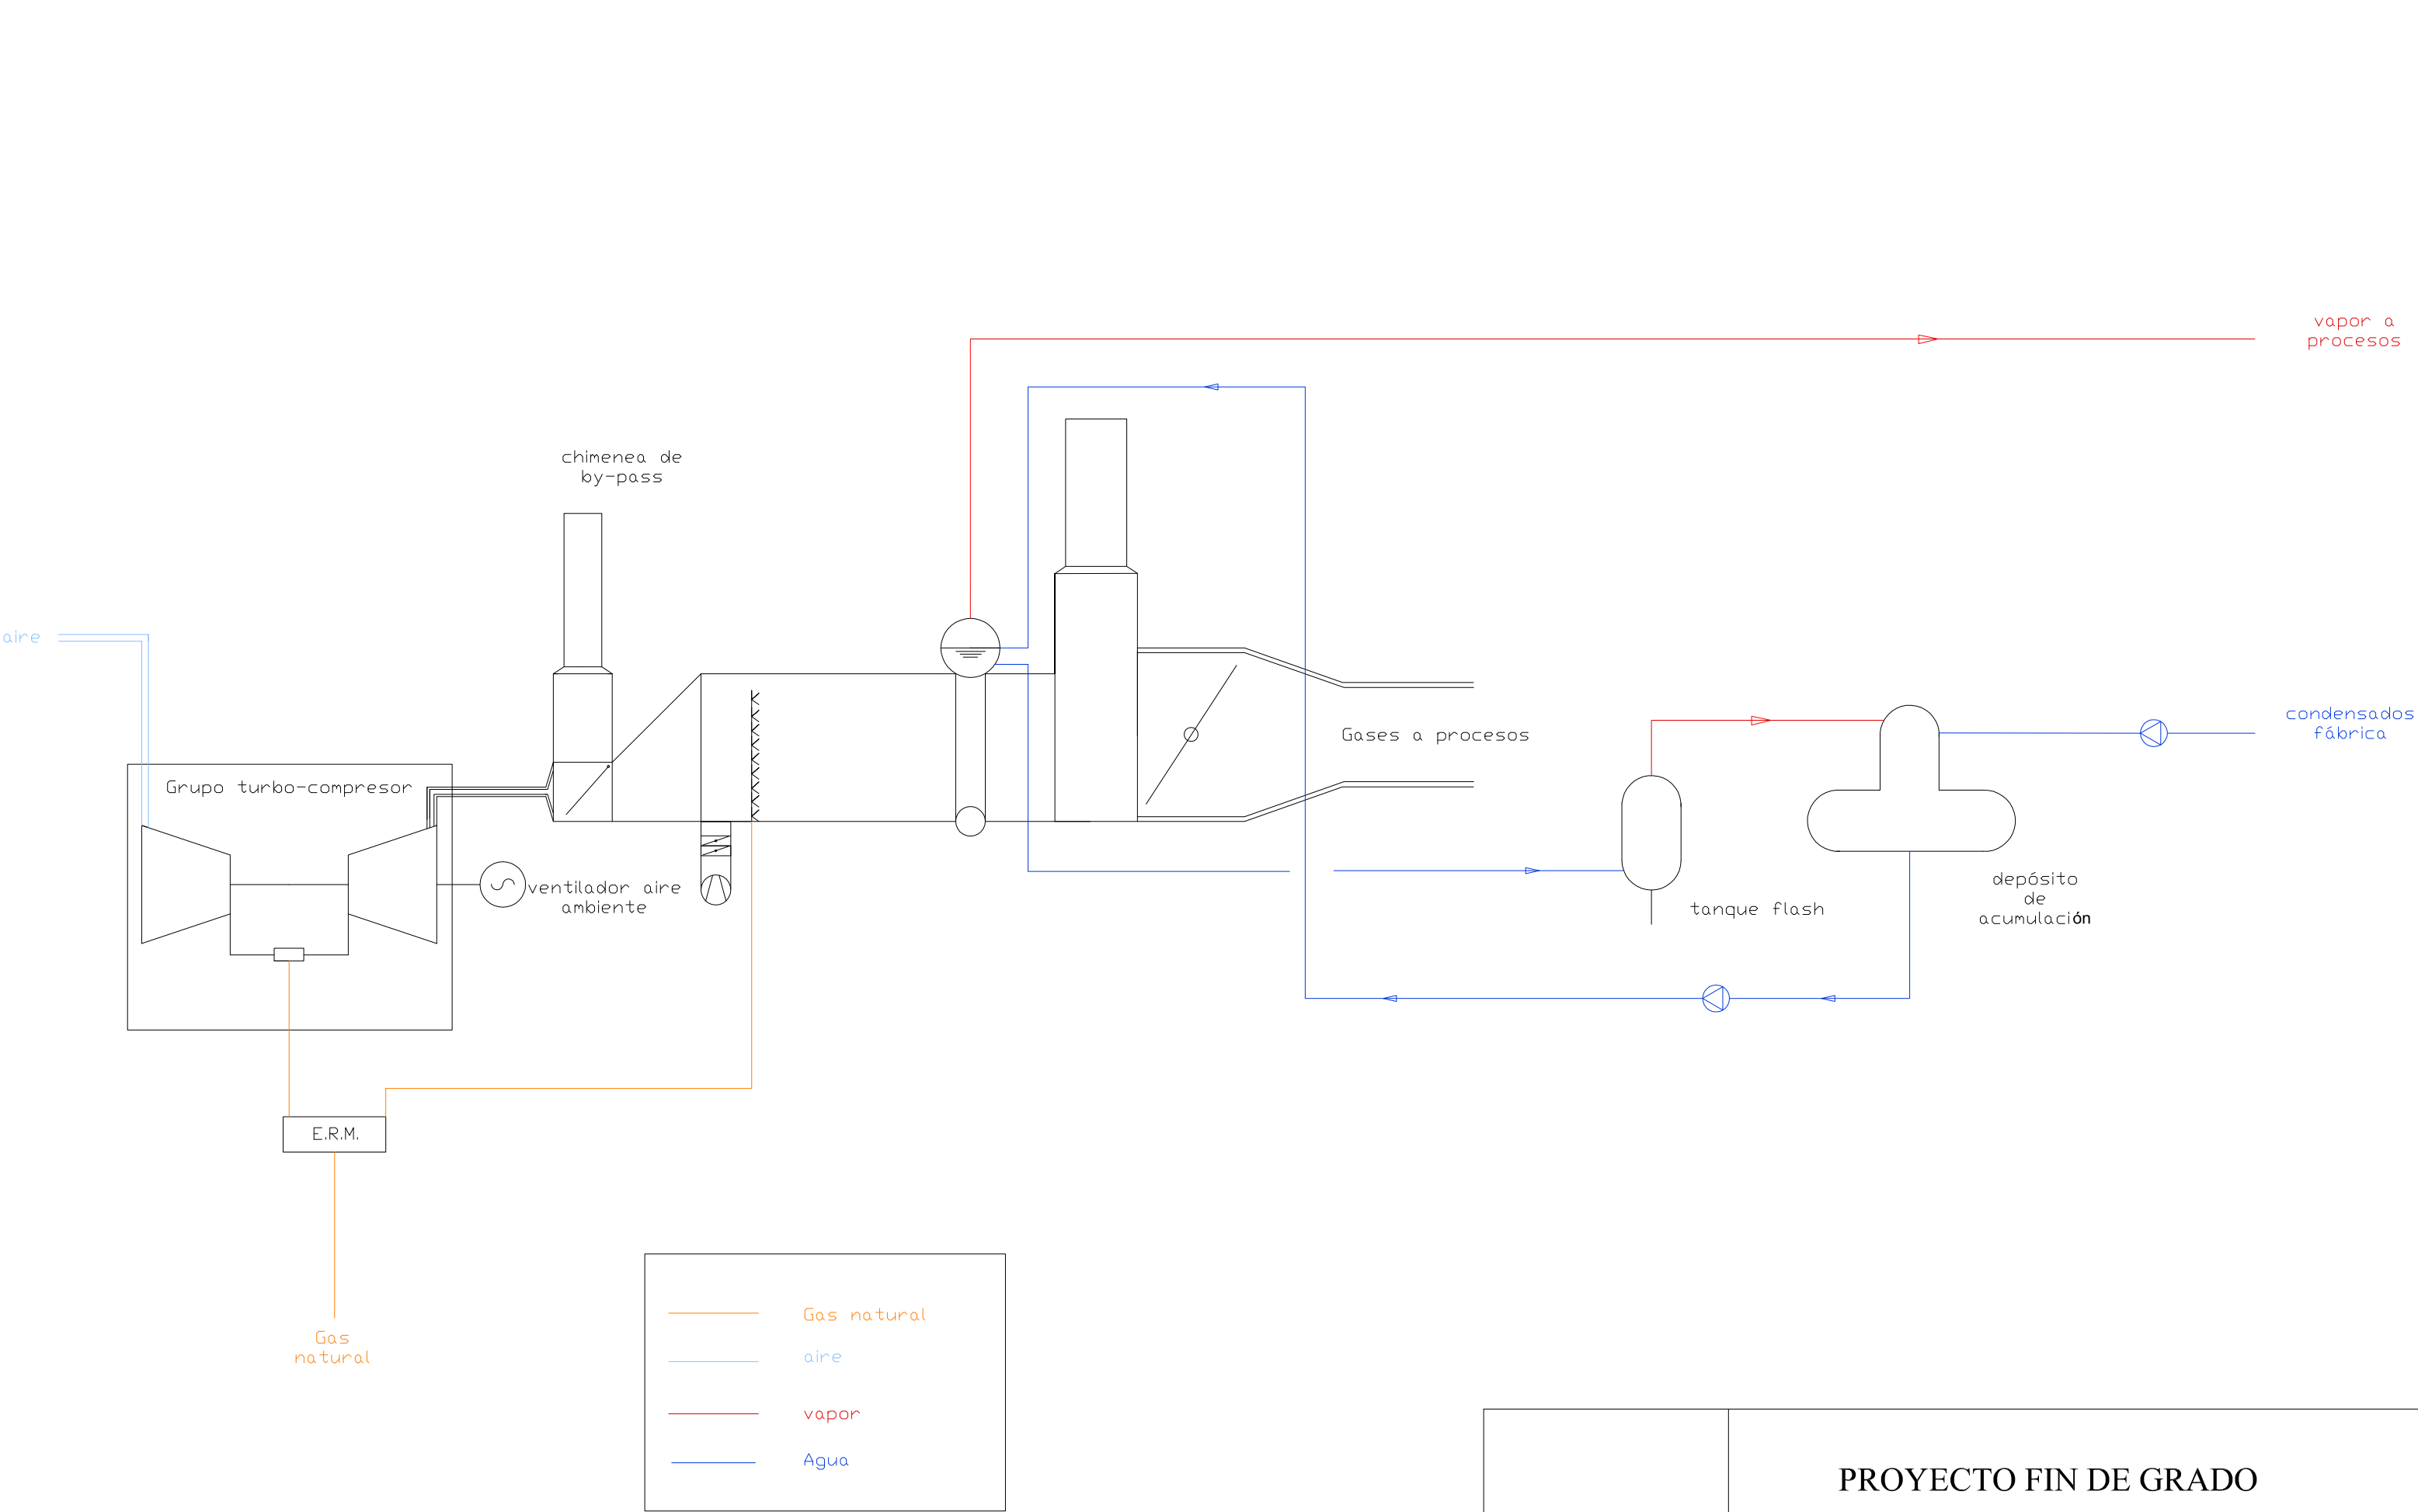 vapor a
procesos
chimenea de
by-pass
aire
condensados
fábrica
Gases a procesos
Grupo turbo-compresor
ventilador aire
ambiente
tanque flash
depósito
de
acumulación
E.R.M.
Gas
natural
Gas natural
aire
vapor
Agua
PROYECTO FIN DE GRADO